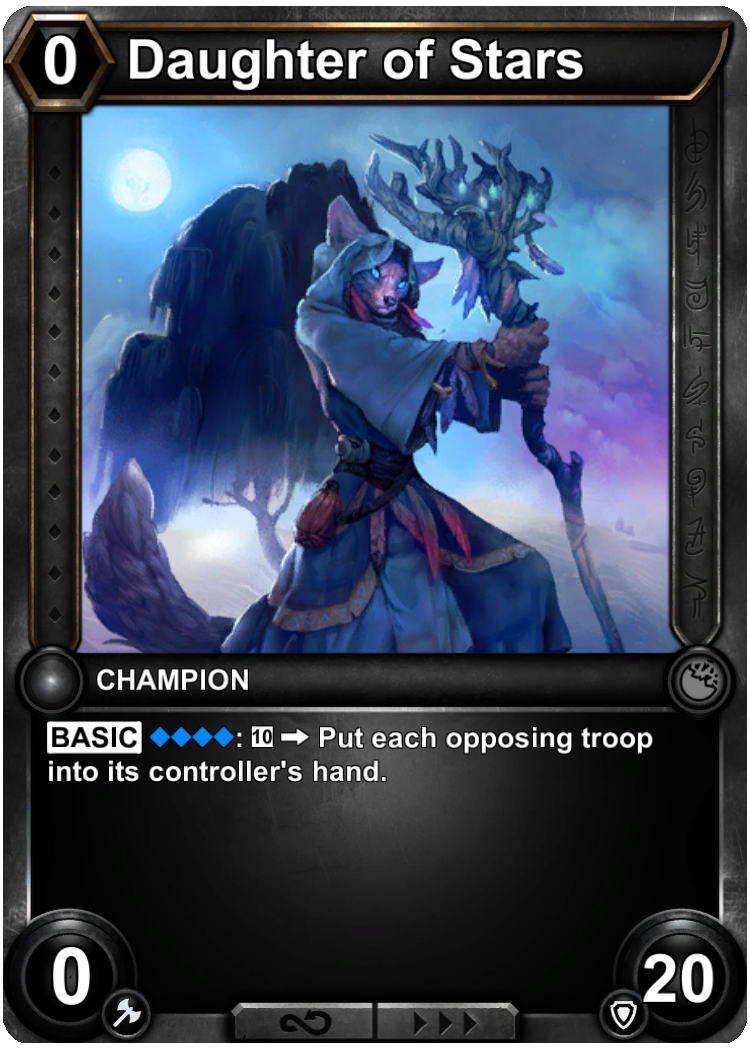 0 Daughter of Stars
CHAMPION
BASIC ◆◆◆◆: 10 → Put each opposing troop
into its controller's hand.
0
20